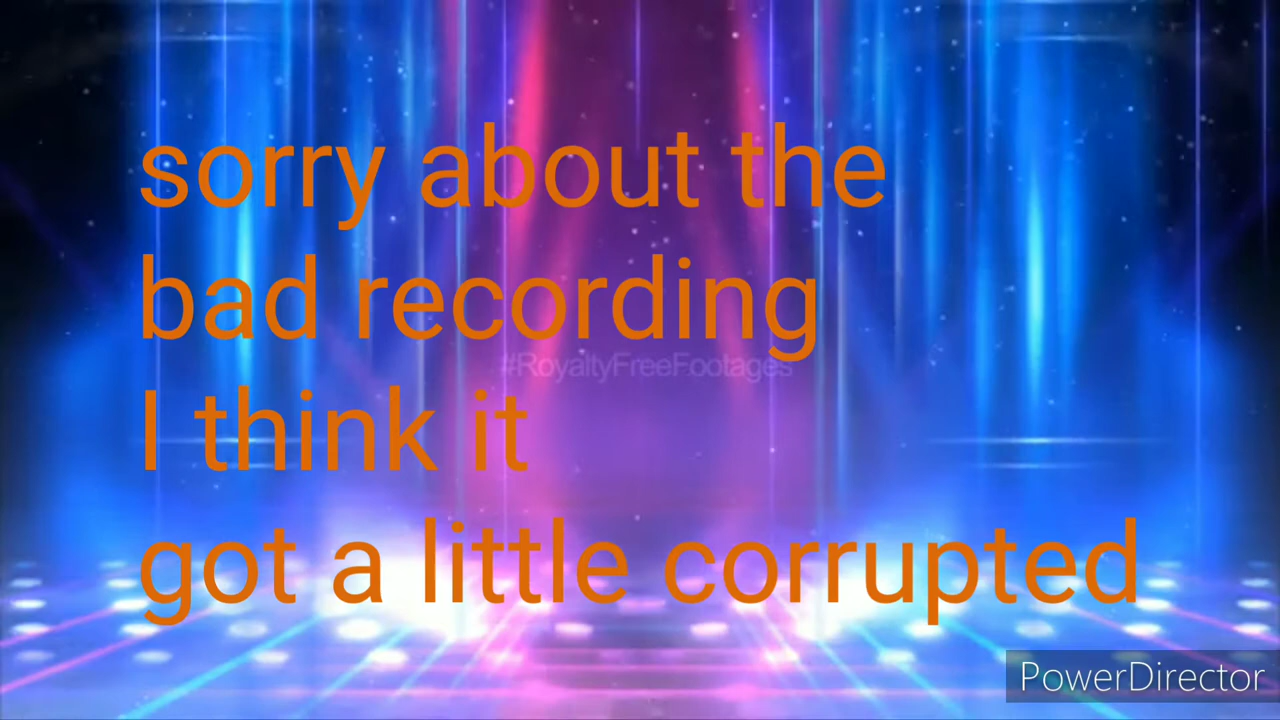 sorry about the
bad recording
#RoyaltyFreeFootages
I think it
got a little corrupted
PowerDirector